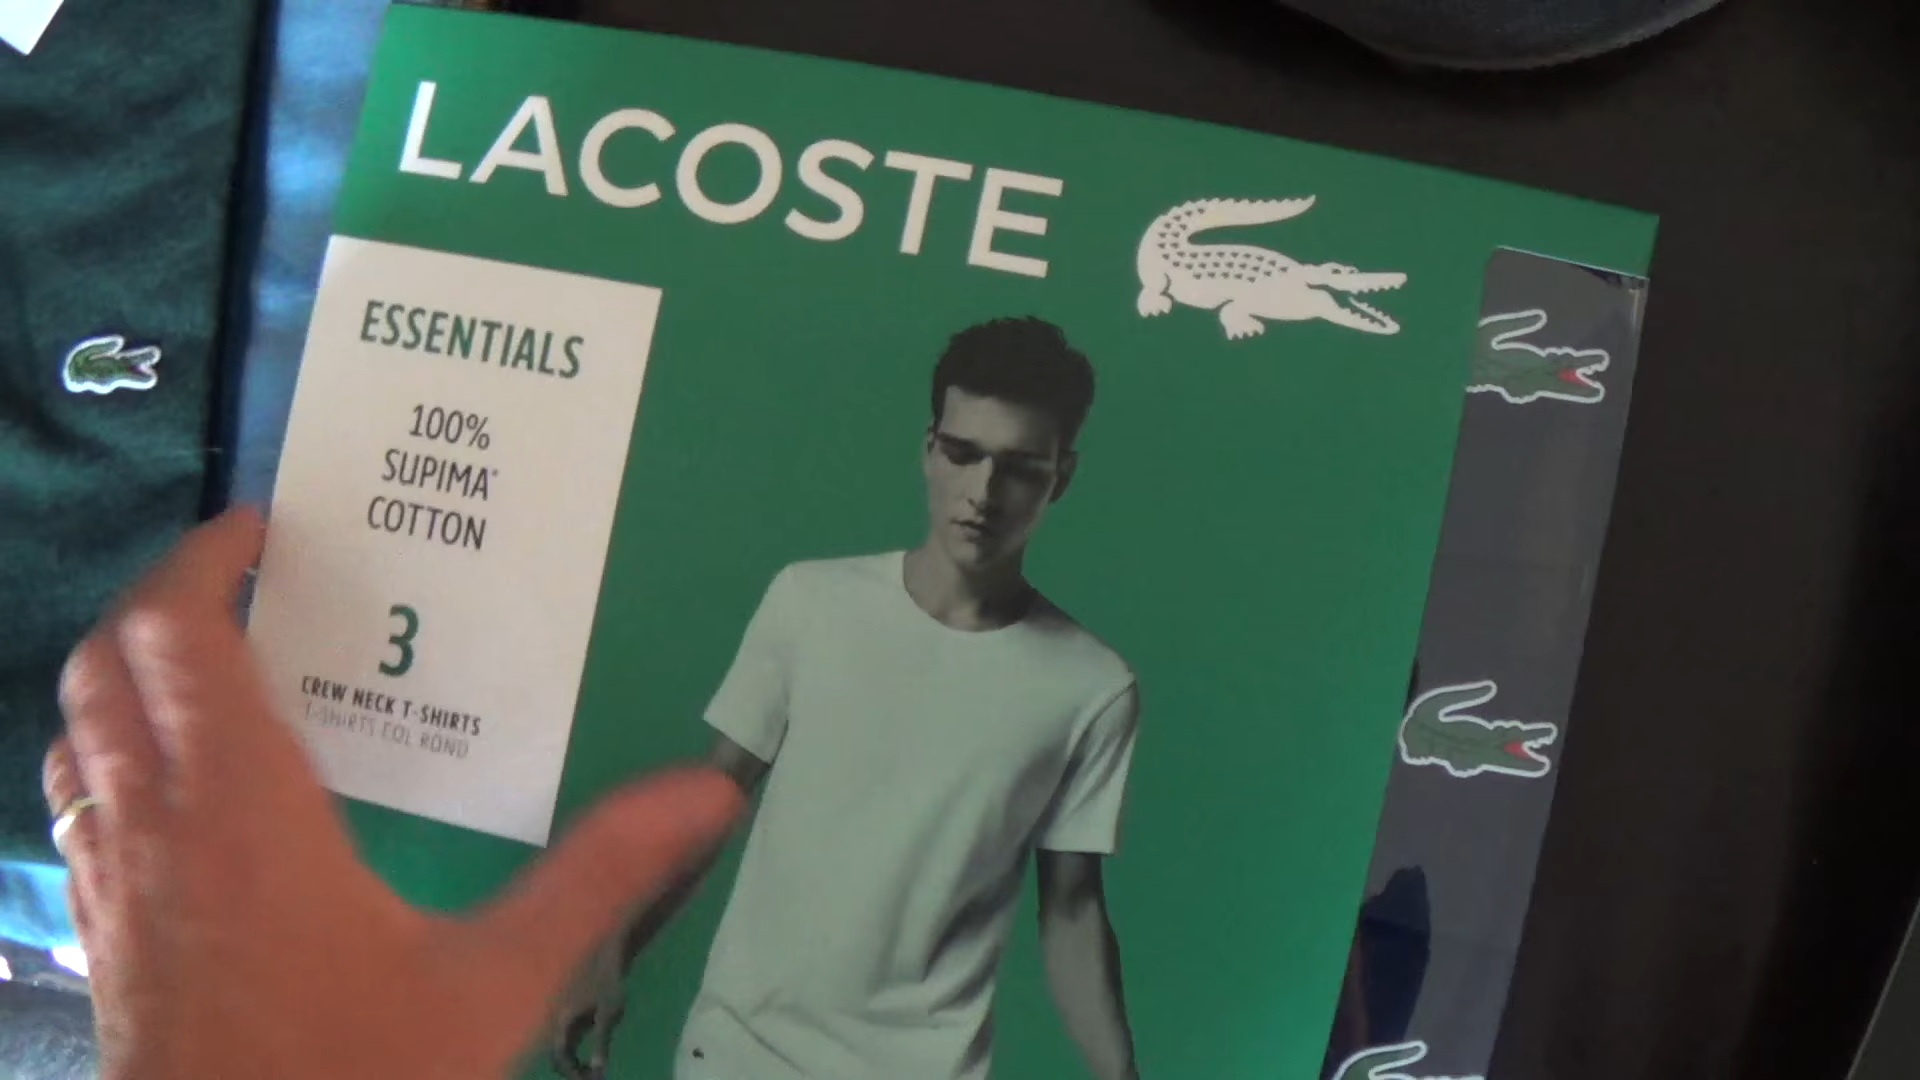 LACOSTE
ESSENTIALS
100%
SUPIMA®
COTTON
3
CREW NECK T-SHIRTS
T-SHIRTS COL ROND